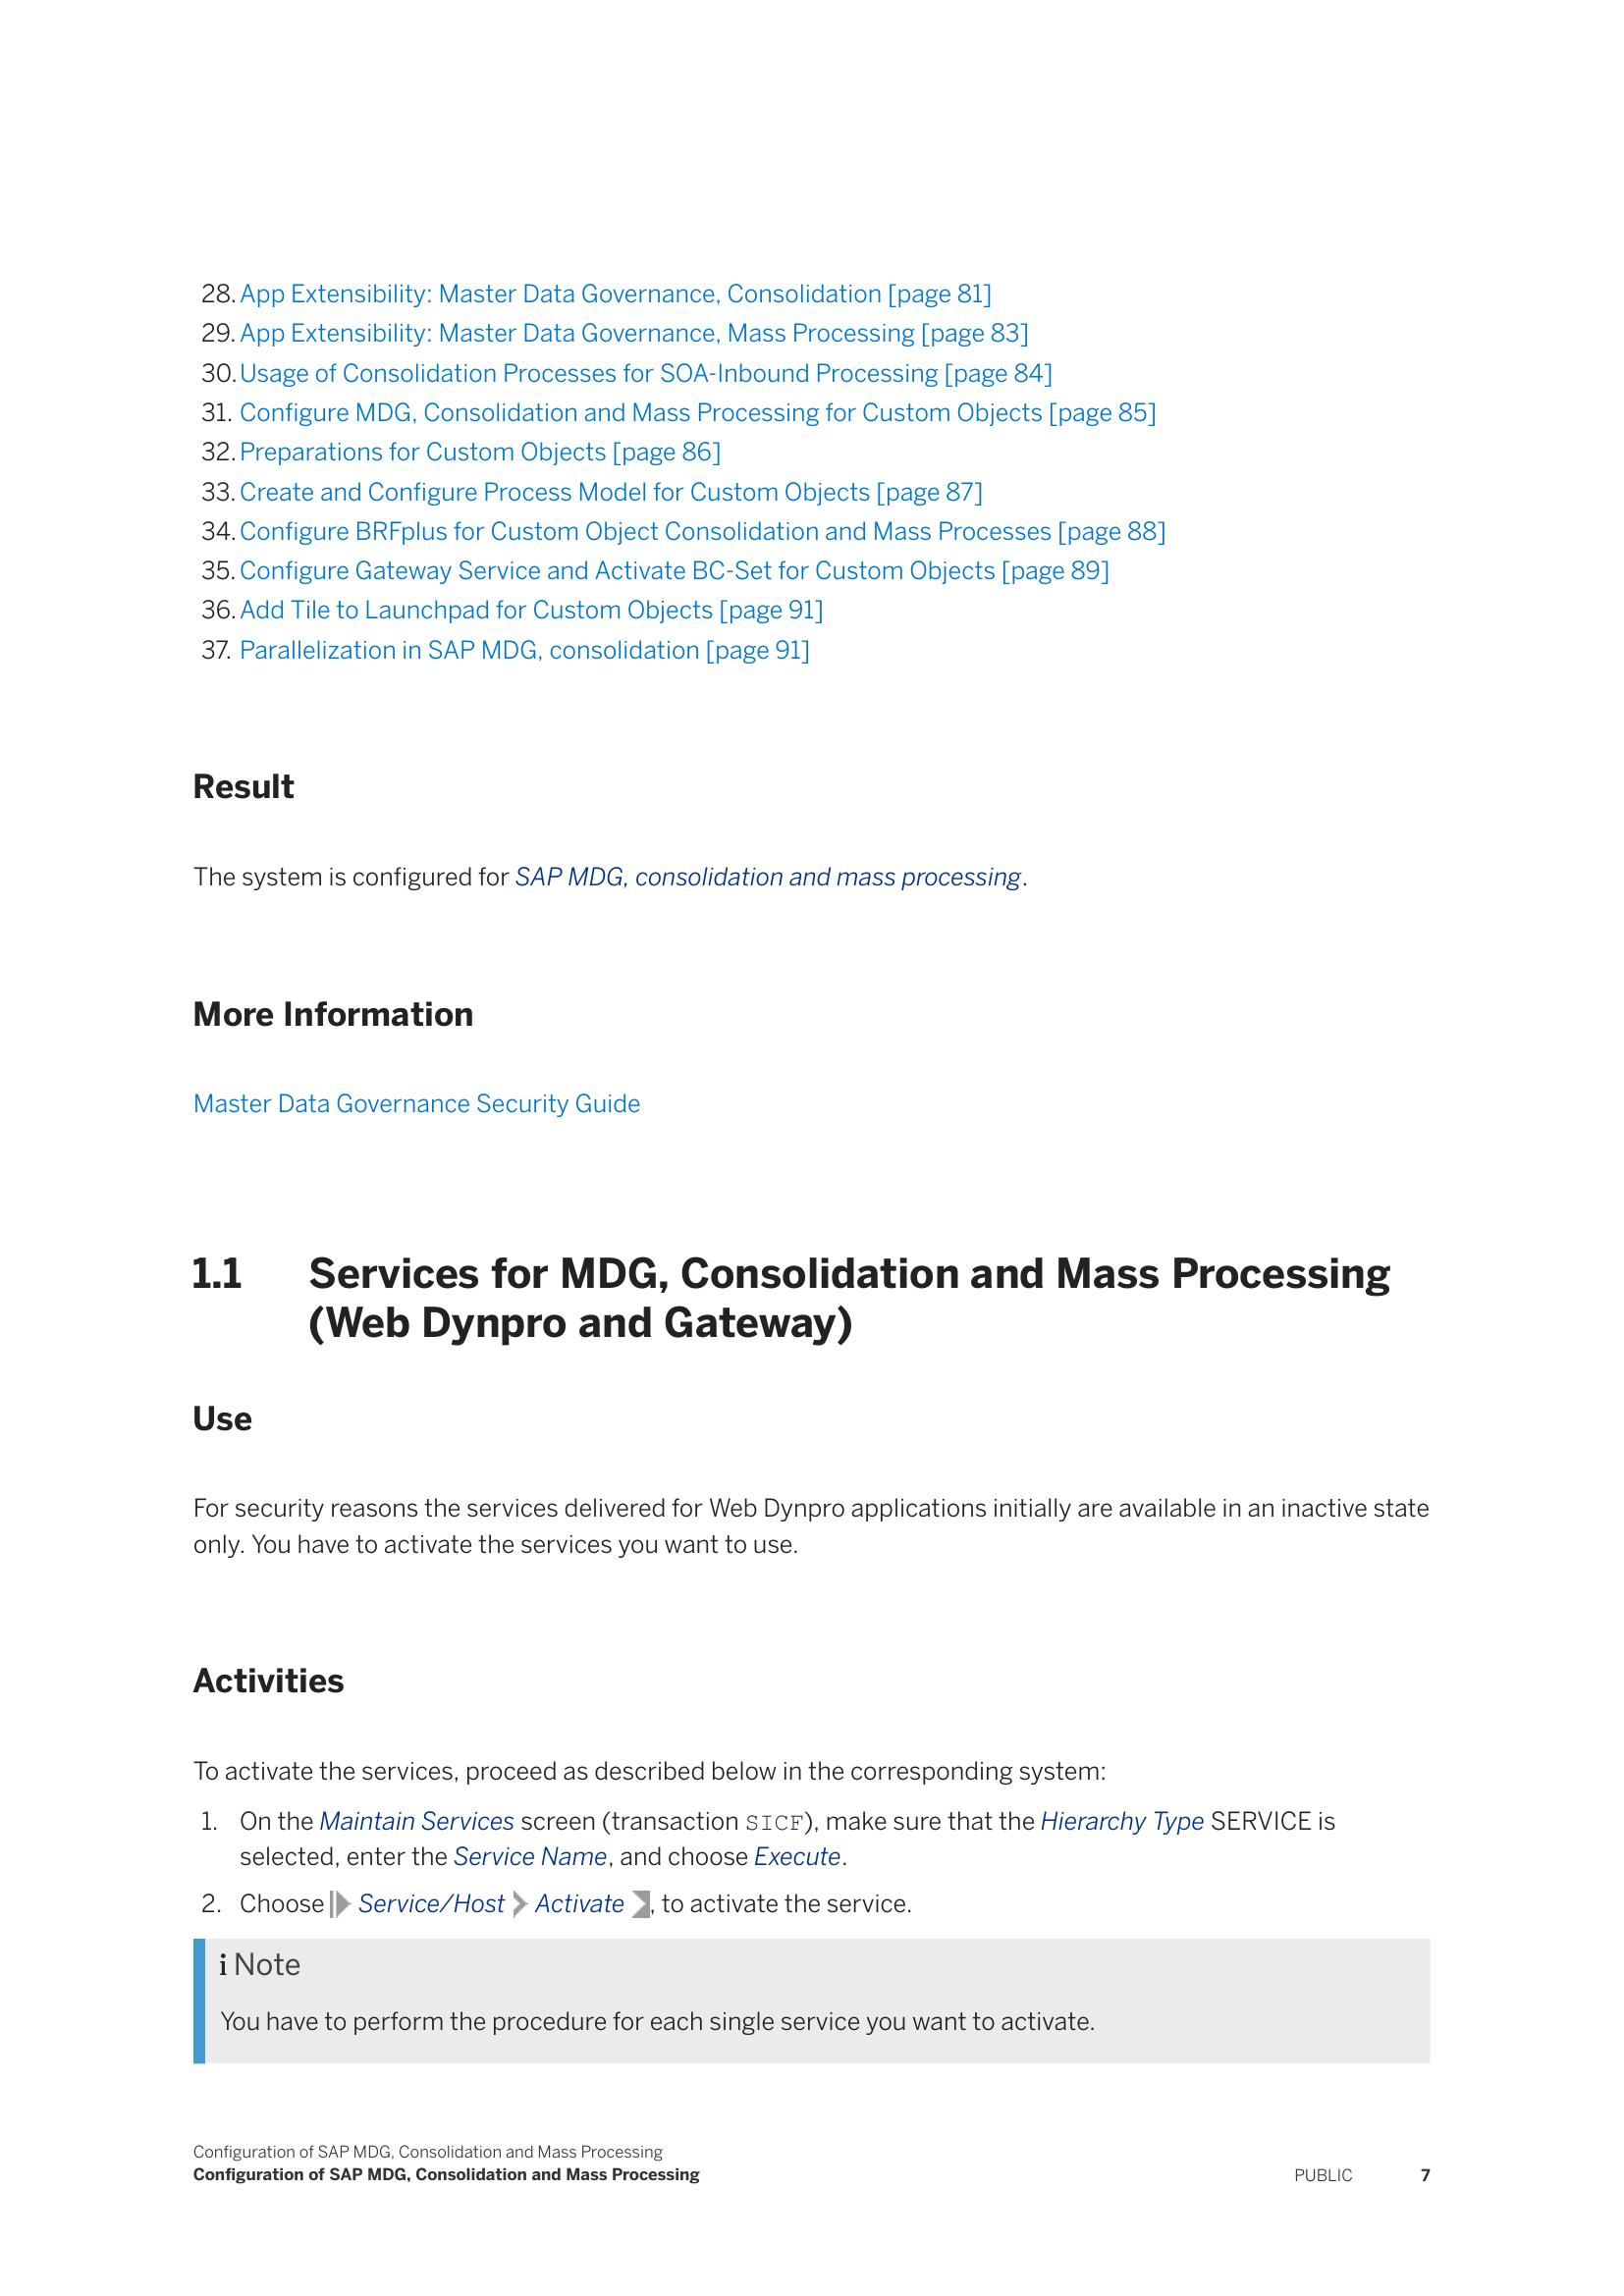 28. App Extensibility: Master Data Governance, Consolidation [page 81]
29. App Extensibility: Master Data Governance, Mass Processing [page 83]
30. Usage of Consolidation Processes for SOA-Inbound Processing [page 84]
31. Configure MDG, Consolidation and Mass Processing for Custom Objects [page 85]
32. Preparations for Custom Objects [page 86]
33. Create and Configure Process Model for Custom Objects [page 87]
34. Configure BRFplus for Custom Object Consolidation and Mass Processes [page 88]
35. Configure Gateway Service and Activate BC-Set for Custom Objects [page 89]
36. Add Tile to Launchpad for Custom Objects [page 91]
37. Parallelization in SAP MDG, consolidation [page 91]
Result
The system is configured for SAP MDG, consolidation and mass processing.
More Information
Master Data Governance Security Guide
1.1 Services for MDG, Consolidation and Mass Processing
(Web Dynpro and Gateway)
Use
For security reasons the services delivered for Web Dynpro applications initially are available in an inactive state
only. You have to activate the services you want to use.
Activities
To activate the services, proceed as described below in the corresponding system:
1. On the Maintain Services screen (transaction SICF), make sure that the Hierarchy Type SERVICE is
selected, enter the Service Name, and choose Execute.
2. Choose Service/Host Activate , to activate the service.
i Note
You have to perform the procedure for each single service you want to activate.
Configuration of SAP MDG, Consolidation and Mass Processing
Configuration of SAP MDG, Consolidation and Mass Processing PUBLIC 7